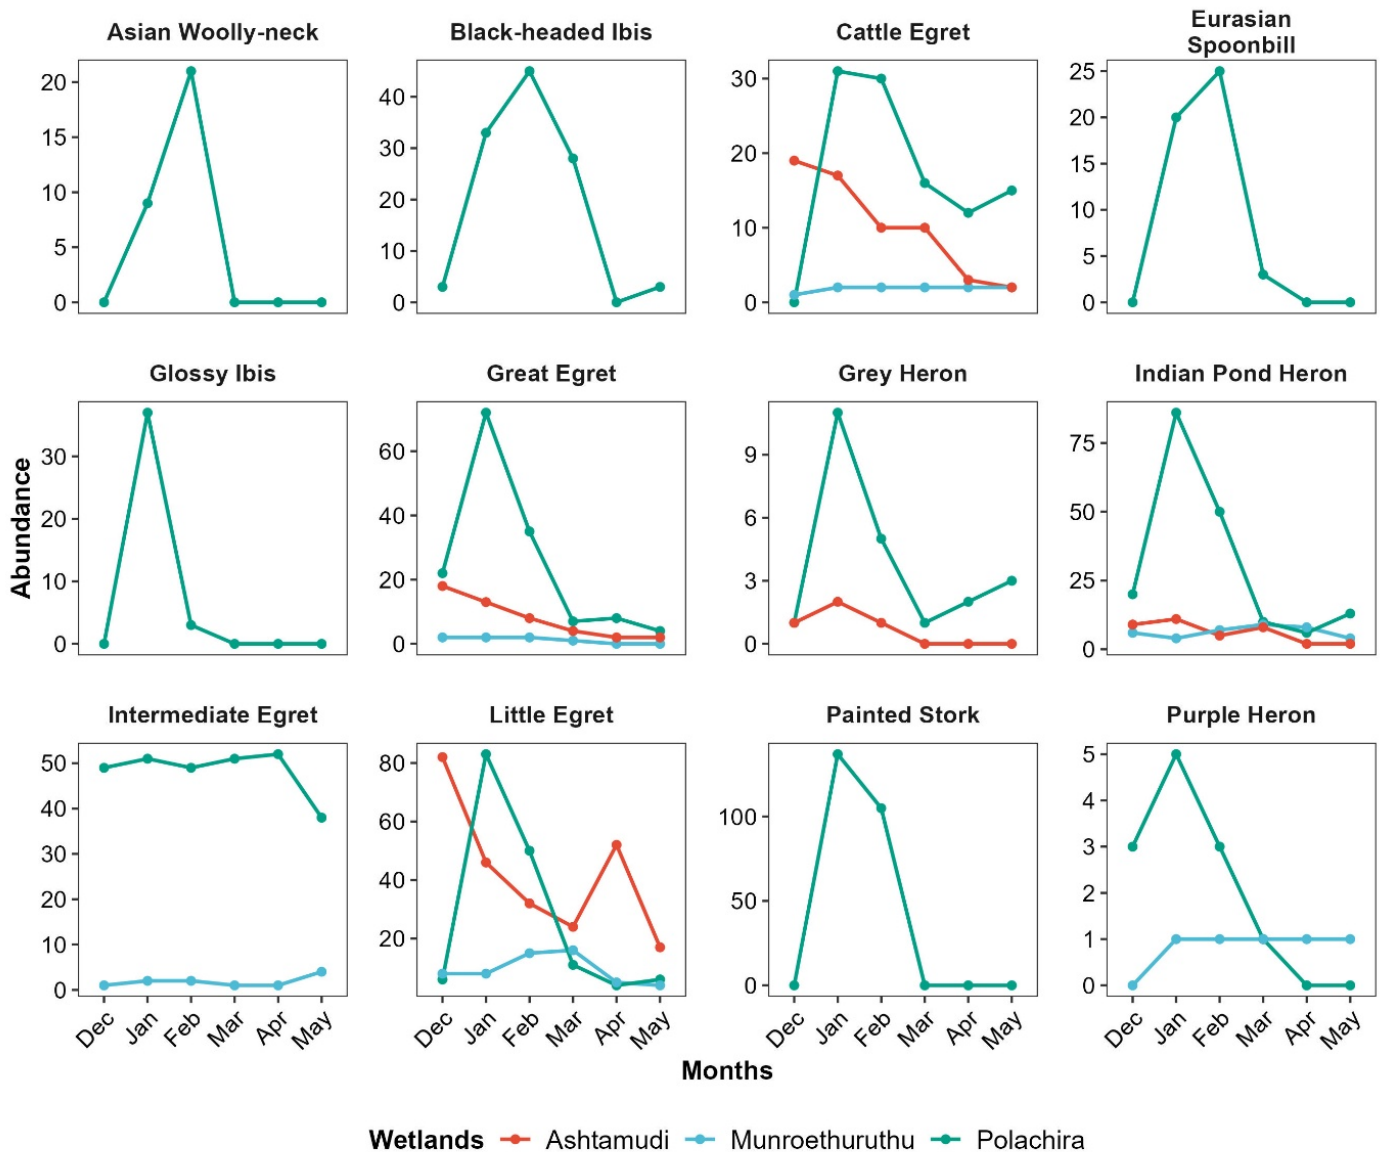 Asian Woolly-neck
Black-headed Ibis
Cattle Egret
Eurasian
Spoonbill
20
15
10
5
0
40
30
20
10
0
30
20
10
0
25
20
15
10
5
0
Glossy Ibis
Great Egret
Grey Heron
Indian Pond Heron
Abundance
30
20
10
0
60
40
20
0
9
6
3
0
75
50
25
0
Intermediate Egret
Little Egret
Painted Stork
Purple Heron
50
40
30
20
10
0
80
60
40
20
100
50
0
5
4
3
2
1
0
Dec Jan Feb Mar Apr May
Dec Jan Feb Mar Apr May
Dec Jan Feb Mar Apr May
Dec Jan Feb Mar Apr May
Months
Wetlands Ashtamudi Munroethuruthu Polachira